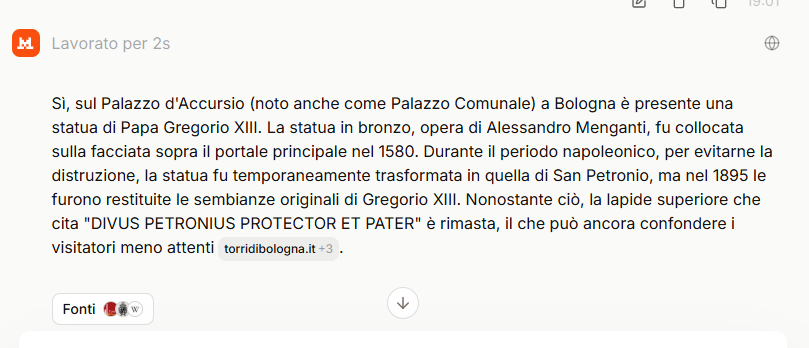 19:01
Lavorato per 2s
Sì, sul Palazzo d'Accursio (noto anche come Palazzo Comunale) a Bologna è presente una
statua di Papa Gregorio XIII. La statua in bronzo, opera di Alessandro Menganti, fu collocata
sulla facciata sopra il portale principale nel 1580. Durante il periodo napoleonico, per evitarne la
distruzione, la statua fu temporaneamente trasformata in quella di San Petronio, ma nel 1895 le
furono restituite le sembianze originali di Gregorio XIII. Nonostante ciò, la lapide superiore che
cita "DIVUS PETRONIUS PROTECTOR ET PATER" è rimasta, il che può ancora confondere i
visitatori meno attenti torridibologna.it +3 .
Fonti W